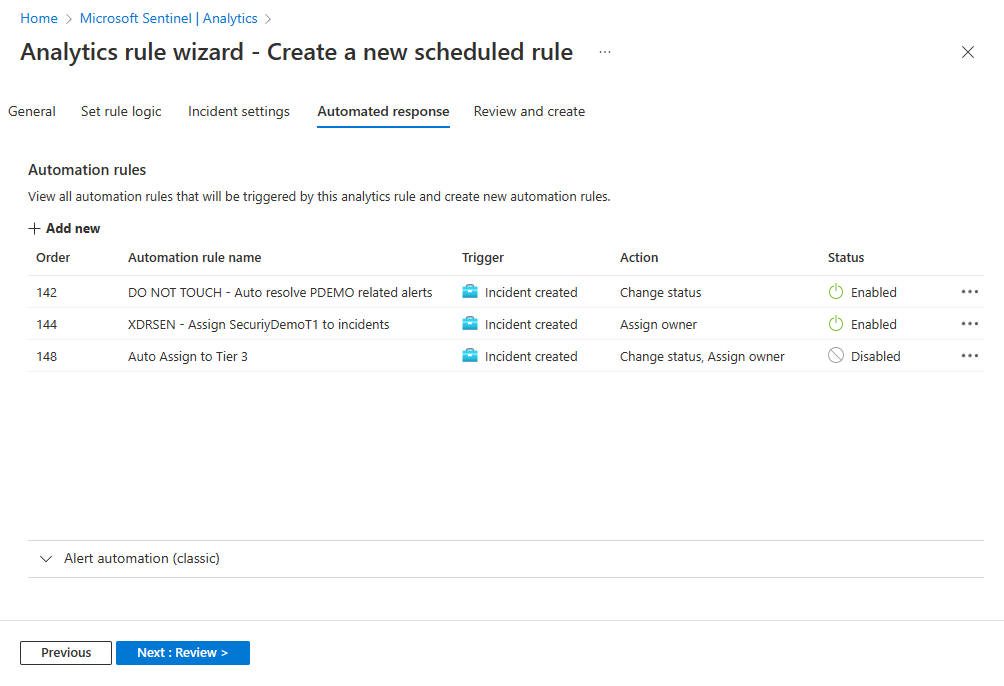 Home > Microsoft Sentinel | Analytics >
Analytics rule wizard - Create a new scheduled rule ...
General Set rule logic Incident settings Automated response Review and create
Automation rules
View all automation rules that will be triggered by this analytics rule and create new automation rules.
+ Add new
Order Automation rule name Trigger Action Status
142 DO NOT TOUCH - Auto resolve PDEMO related alerts Incident created Change status Enabled
144 XDRSEN - Assign SecuriyDemoT1 to incidents Incident created Assign owner Enabled
148 Auto Assign to Tier 3 Incident created Change status, Assign owner Disabled
Alert automation (classic)
Previous Next : Review >